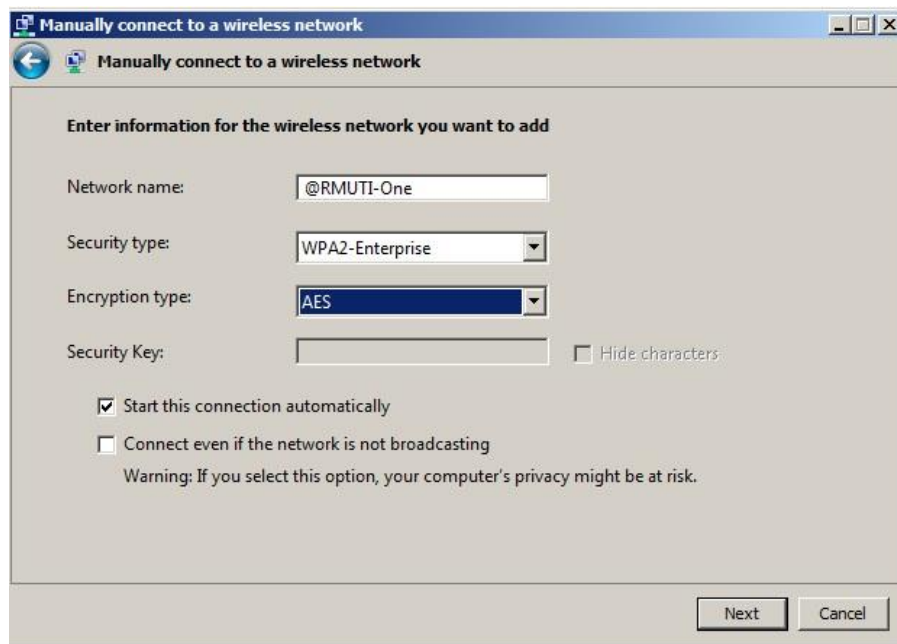 Manually connect to a wireless network
Manually connect to a wireless network
Enter information for the wireless network you want to add
Network name: @RMUTI-One
Security type: WPA2-Enterprise
Encryption type: AES
Security Key: Hide characters
Start this connection automatically
Connect even if the network is not broadcasting
Warning: If you select this option, your computer's privacy might be at risk.
Next Cancel